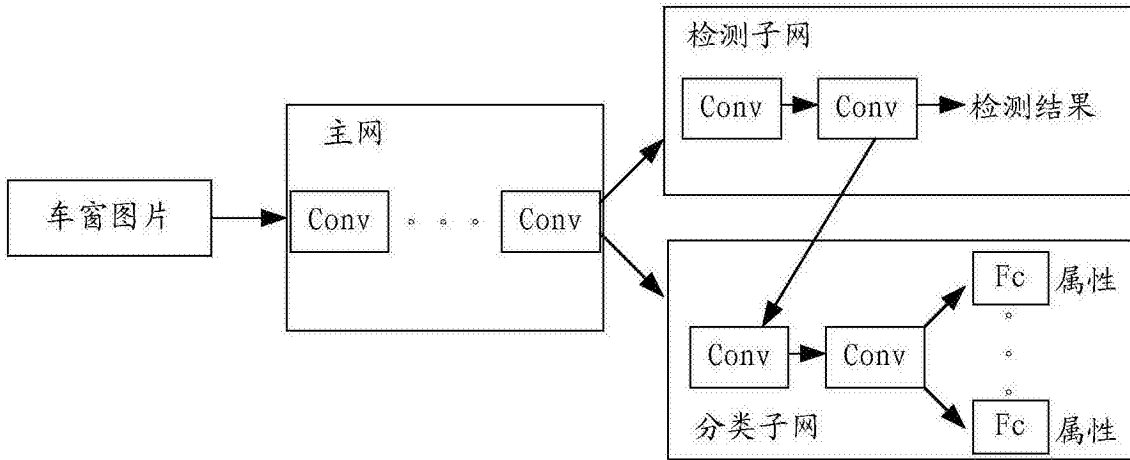 车窗图片
主网
Conv 。 。 。 Conv
检测子网
Conv Conv 检测结果
Conv Conv
Fc 属性
。
。
。
Fc 属性
分类子网